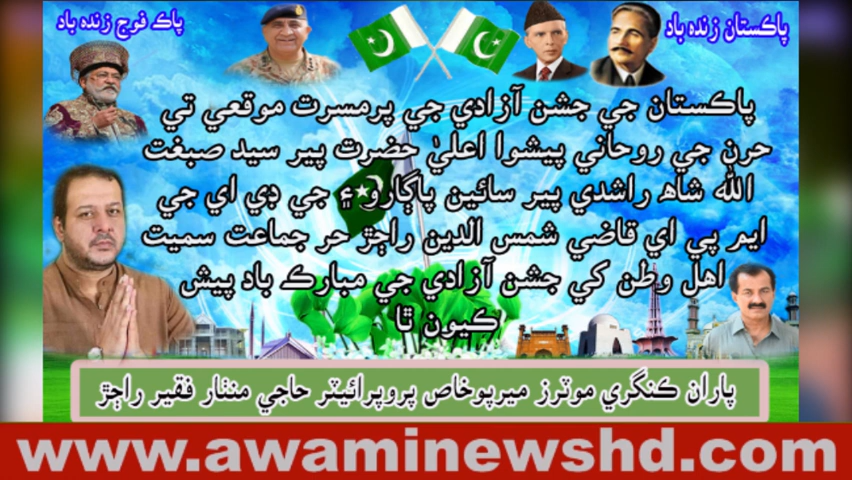 پاڪ فوج زنده باد
پاڪستان زنده باد
پاڪستان جي جشن آزادي جي پرمسرت موقعي تي
حرن جي روحاني پيشوا اعليٰ حضرت پير سيد صبغت
الله شاھ راشدي پير سائين پاڳارو ۽ جي ڊي اي جي
ايم پي اي قاضي شمس الدين راڄڙ حر جماعت سميت
اهل وطن کي جشن آزادي جي مبارڪ باد پيش
ڪيون ٿا
پاران ڪنگري موٽرز ميرپوخاص پروپرائيٽر حاجي منٺار فقير راڄڙ
www.awaminewshd.com